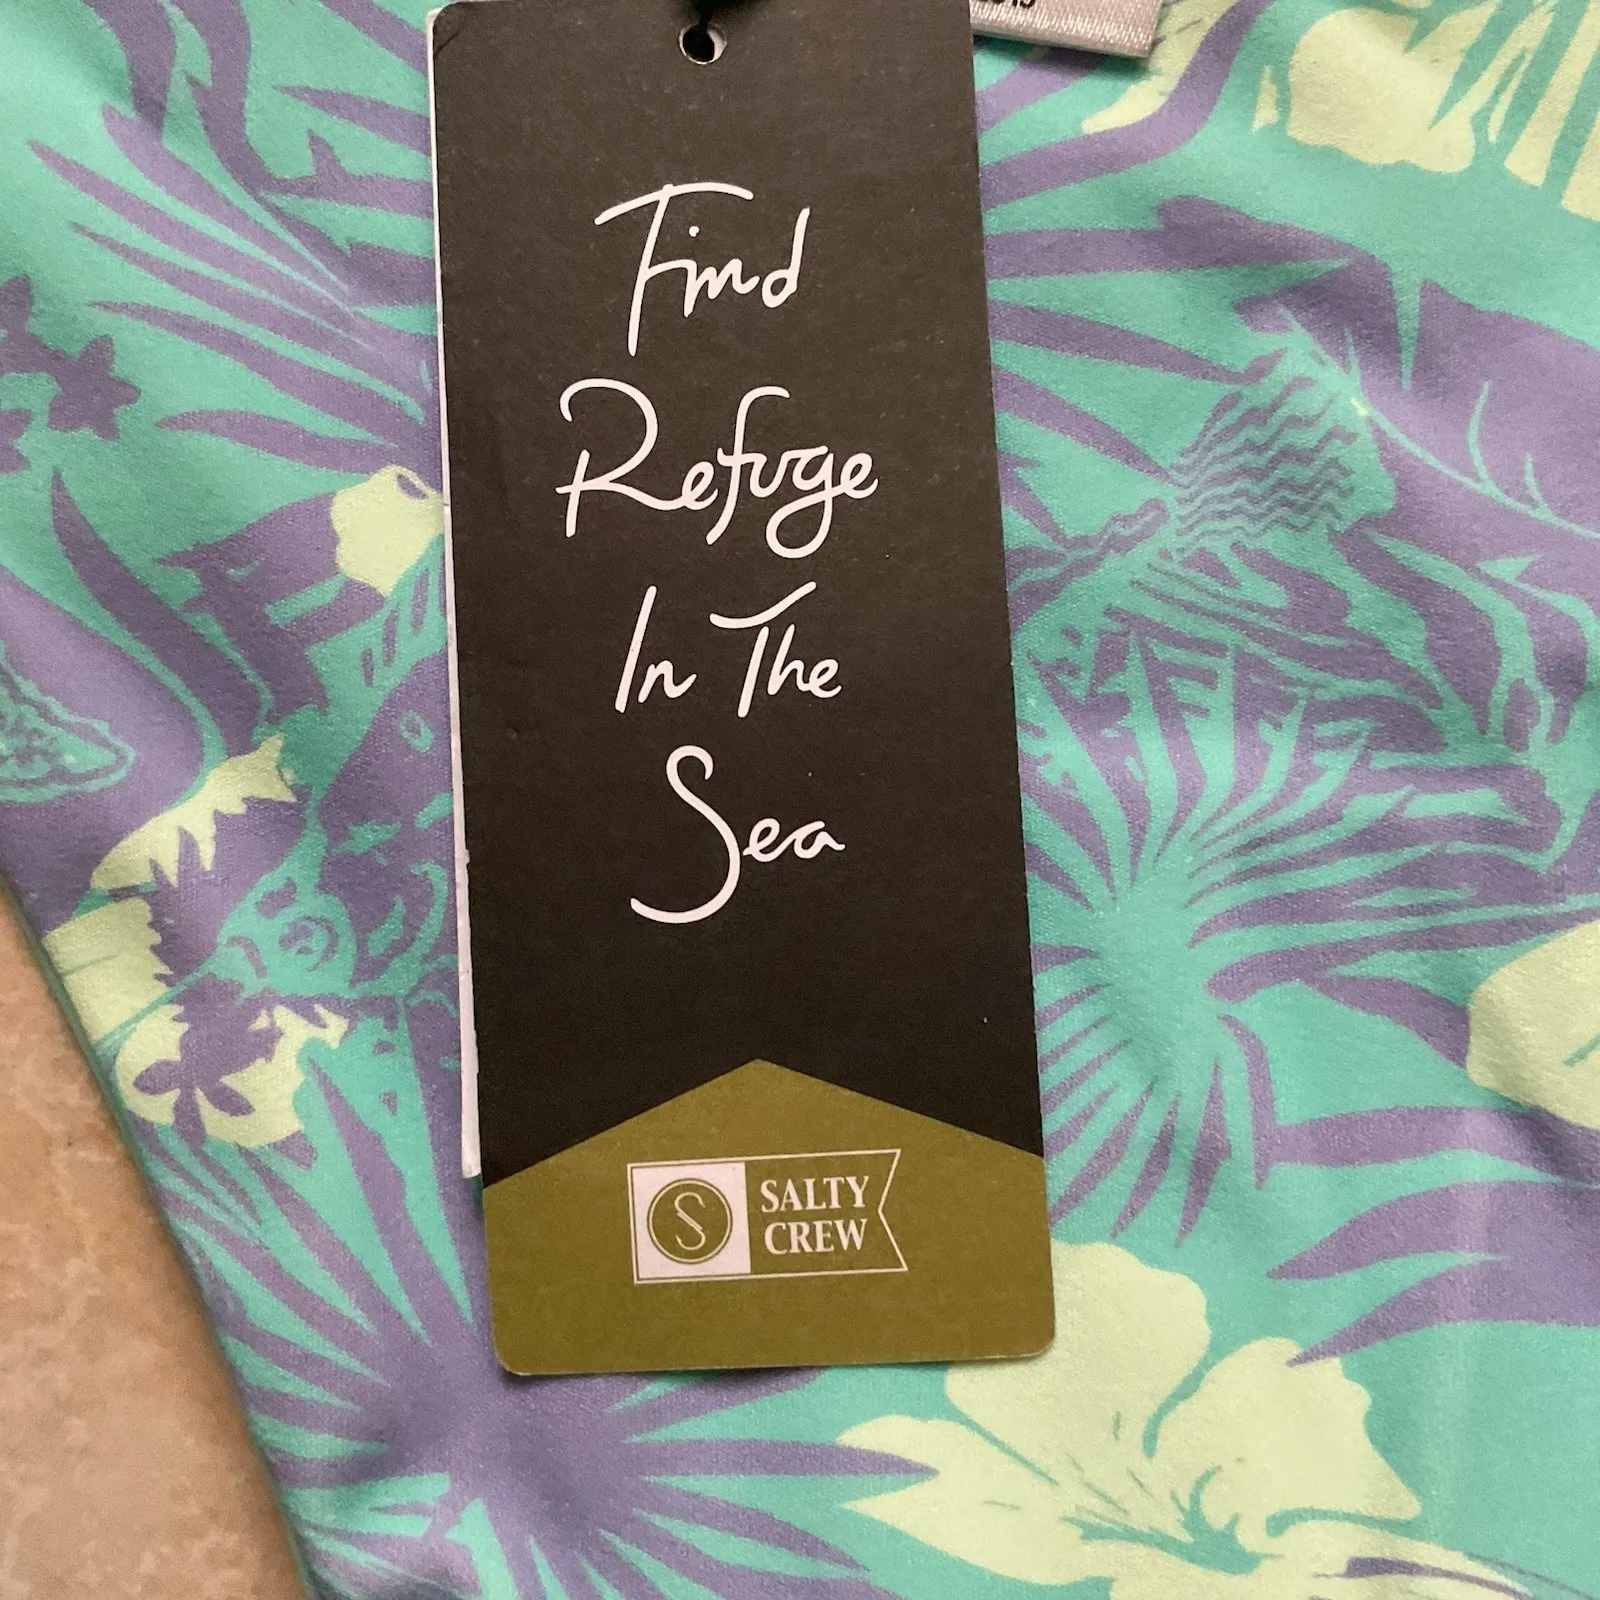 Find
Refuge
In The
Sea
S
SALTY
CREW